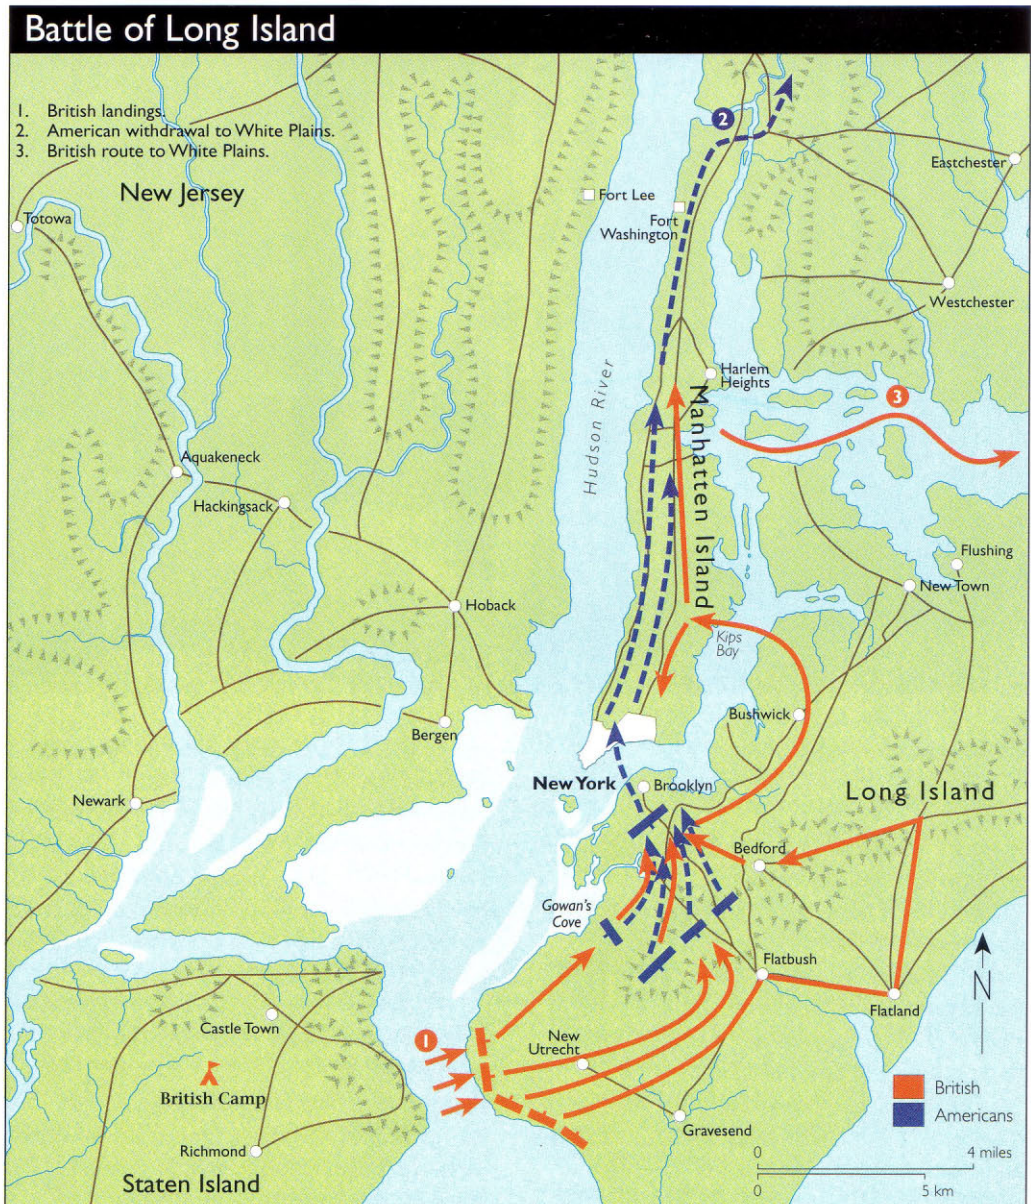 Battle of Long Island
1. British landings.
2. American withdrawal to White Plains.
3. British route to White Plains.
New Jersey
2
Eastchester
Fort Lee
Fort
Washington
Totowa
Westchester
Hudson River
Harlem
Heights
Manhatten Island
3
Aquakeneck
Hackingsack
Flushing
New Town
Hoback
Kips
Bay
Bushwick
Bergen
New York
Brooklyn
Long Island
Newark
Bedford
Gowan's
Cove
Flatbush
Flatland
N
Castle Town
1
New
Utrecht
British Camp
British
Americans
Gravesend
Richmond
Staten Island
0 4 miles
0 5 km